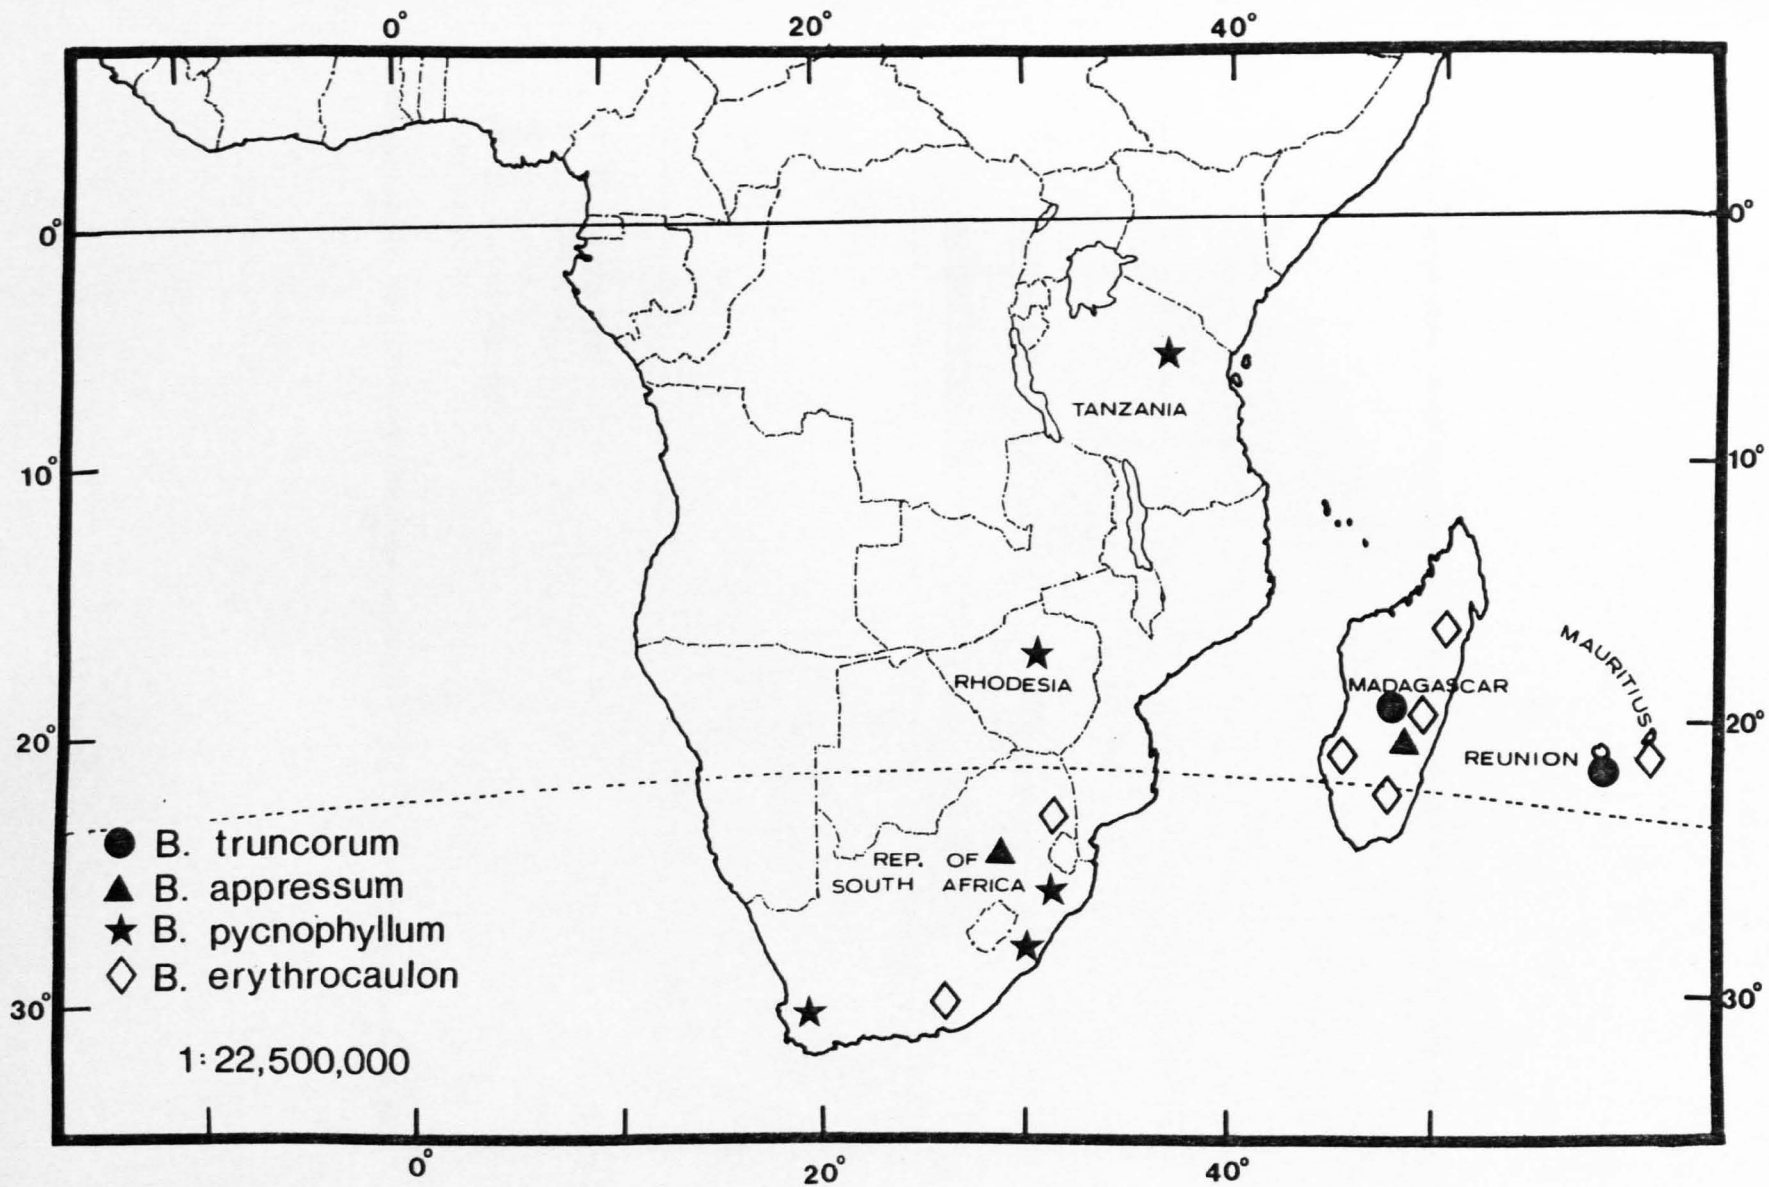 0° 20° 40°
0° 0°
TANZANIA
10° 10°
MAURITIUS
RHODESIA
MADAGASCAR
20° 20°
REUNION
B. truncorum
REP. OF
B. appressum
SOUTH AFRICA
B. pycnophyllum
B. erythrocaulon
30° 30°
1:22,500,000
0° 20° 40°